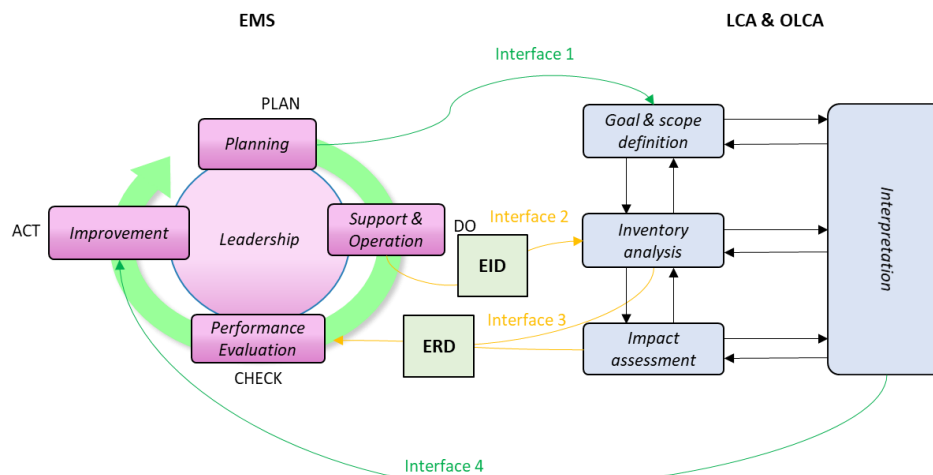 EMS
LCA & OLCA
Interface 1
PLAN
Planning
Goal & scope
definition
ACT
Improvement
Leadership
Support &
Operation
DO
Interface 2
EID
Inventory
analysis
Interpretation
Interface 3
Performance
Evaluation
ERD
Impact
assessment
CHECK
Interface 4